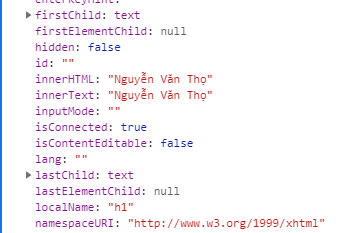 firstChild: text
firstElementChild: null
hidden: false
id: ""
innerHTML: "Nguyễn Văn Thọ"
innerText: "Nguyễn Văn Thọ"
inputMode: ""
isConnected: true
isContentEditable: false
lang: ""
lastChild: text
lastElementChild: null
localName: "h1"
namespaceURI: "http://www.w3.org/1999/xhtml"